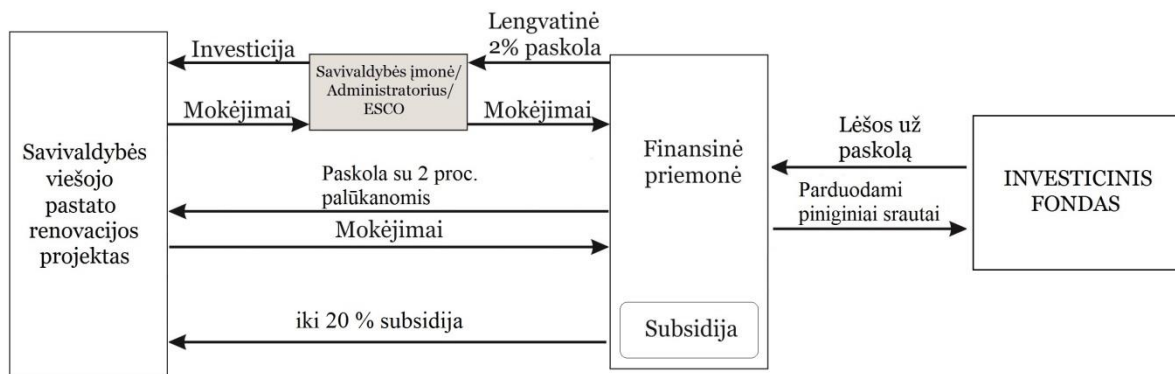 Savivaldybės
viešojo
pastato
renovacijos
projektas
Investicija
Mokėjimai
Savivaldybės įmonė/
Administratorius/
ESCO
Lengvatinė
2% paskola
Mokėjimai
Paskola su 2 proc.
palūkanomis
Mokėjimai
iki 20 % subsidija
Finansinė
priemonė
Subsidija
Lėšos už
paskolą
Parduodami
piniginiai srautai
INVESTICINIS
FONDAS